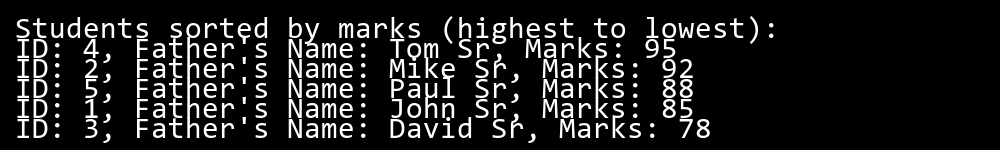 Students sorted by marks (highest to lowest):
ID: 4, Father's Name: Tom Sr, Marks: 95
ID: 2, Father's Name: Mike Sr, Marks: 92
ID: 5, Father's Name: Paul Sr, Marks: 88
ID: 1, Father's Name: John Sr, Marks: 85
ID: 3, Father's Name: David Sr, Marks: 78